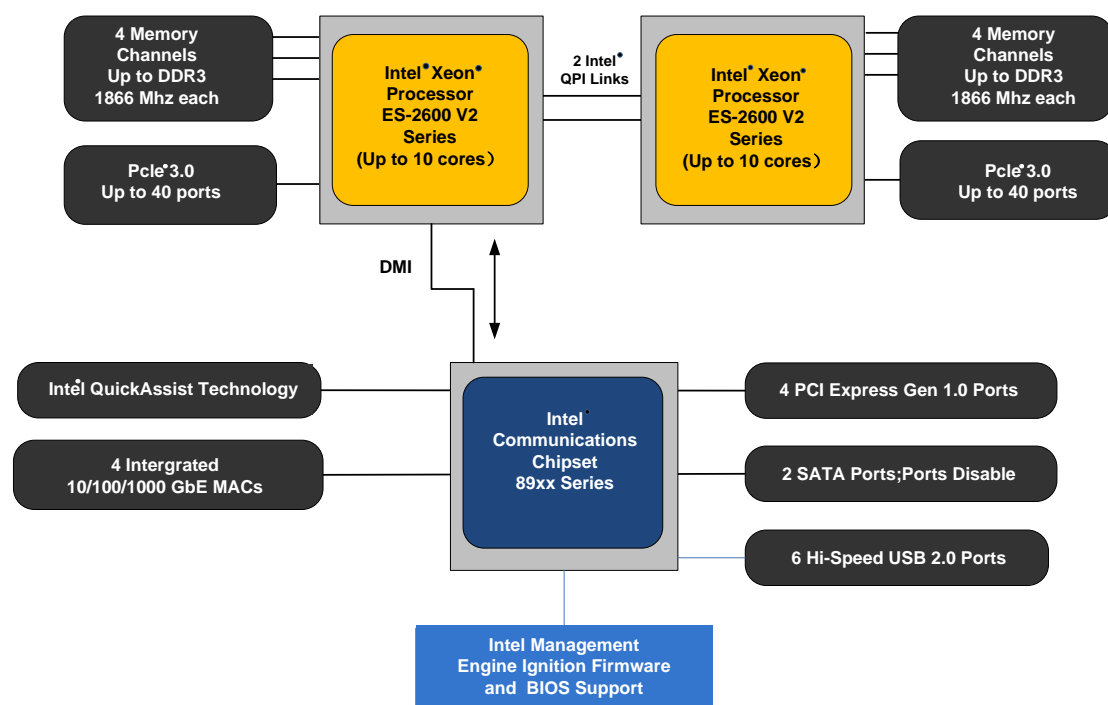 4 Memory
Channels
Up to DDR3
1866 Mhz each
Pcle*3.0
Up to 40 ports
Intel* Xeon*
Processor
ES-2600 V2
Series
(Up to 10 cores）
2 Intel*
QPI Links
Intel* Xeon*
Processor
ES-2600 V2
Series
(Up to 10 cores）
4 Memory
Channels
Up to DDR3
1866 Mhz each
Pcle*3.0
Up to 40 ports
DMI
Intel* QuickAssist Technology
4 Intergrated
10/100/1000 GbE MACs
Intel*
Communications
Chipset
89xx Series
4 PCI Express Gen 1.0 Ports
2 SATA Ports;Ports Disable
6 Hi-Speed USB 2.0 Ports
Intel Management
Engine Ignition Firmware
and BIOS Support